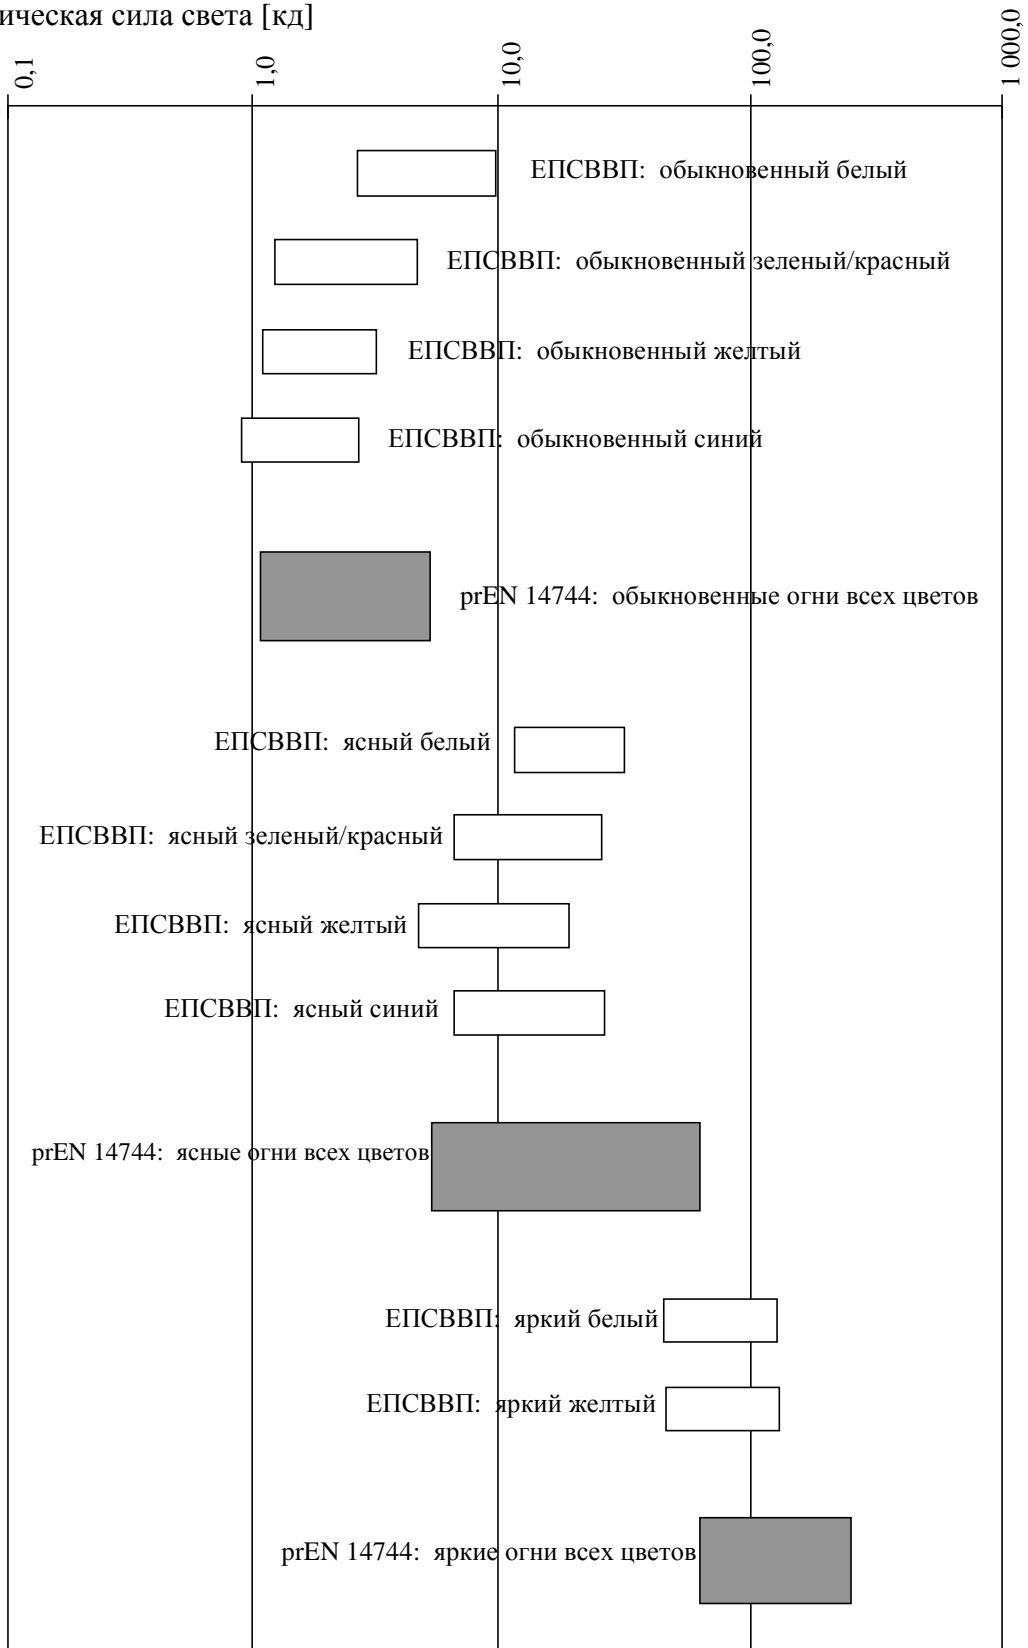 ическая сила света [кд]
0,1
1,0
10,0
100,0
1 000,0
ЕПСВВП: обыкновенный белый
ЕПСВВП: обыкновенный зеленый/красный
ЕПСВВП: обыкновенный желтый
ЕПСВВП: обыкновенный синий
prEN 14744: обыкновенные огни всех цветов
ЕПСВВП: ясный белый
ЕПСВВП: ясный зеленый/красный
ЕПСВВП: ясный желтый
ЕПСВВП: ясный синий
prEN 14744: ясные огни всех цветов
ЕПСВВП: яркий белый
ЕПСВВП: яркий желтый
prEN 14744: яркие огни всех цветов